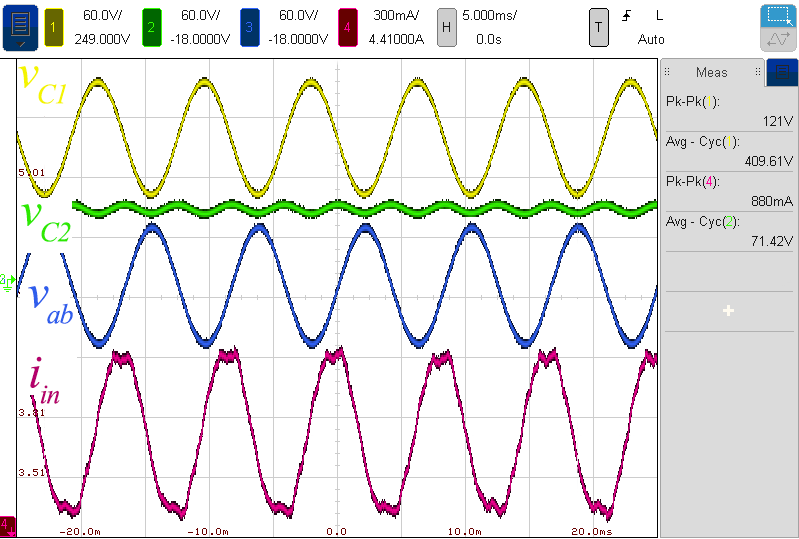 1 60.0V/ 2 60.0V/ 3 60.0V/ 4 300mA/ H 5.000ms/ T L
249.000V -18.0000V -18.0000V 4.41000A 0.0s Auto
Meas
Pk-Pk( ):
121V
Avg - Cyc( ):
409.61V
Pk-Pk(4):
880mA
Avg - Cyc(2):
71.42V
vC1
5.01
vC2
vab
iin
3.81
3.51
4
-20.0m -10.0m 0.0 10.0m 20.0ms